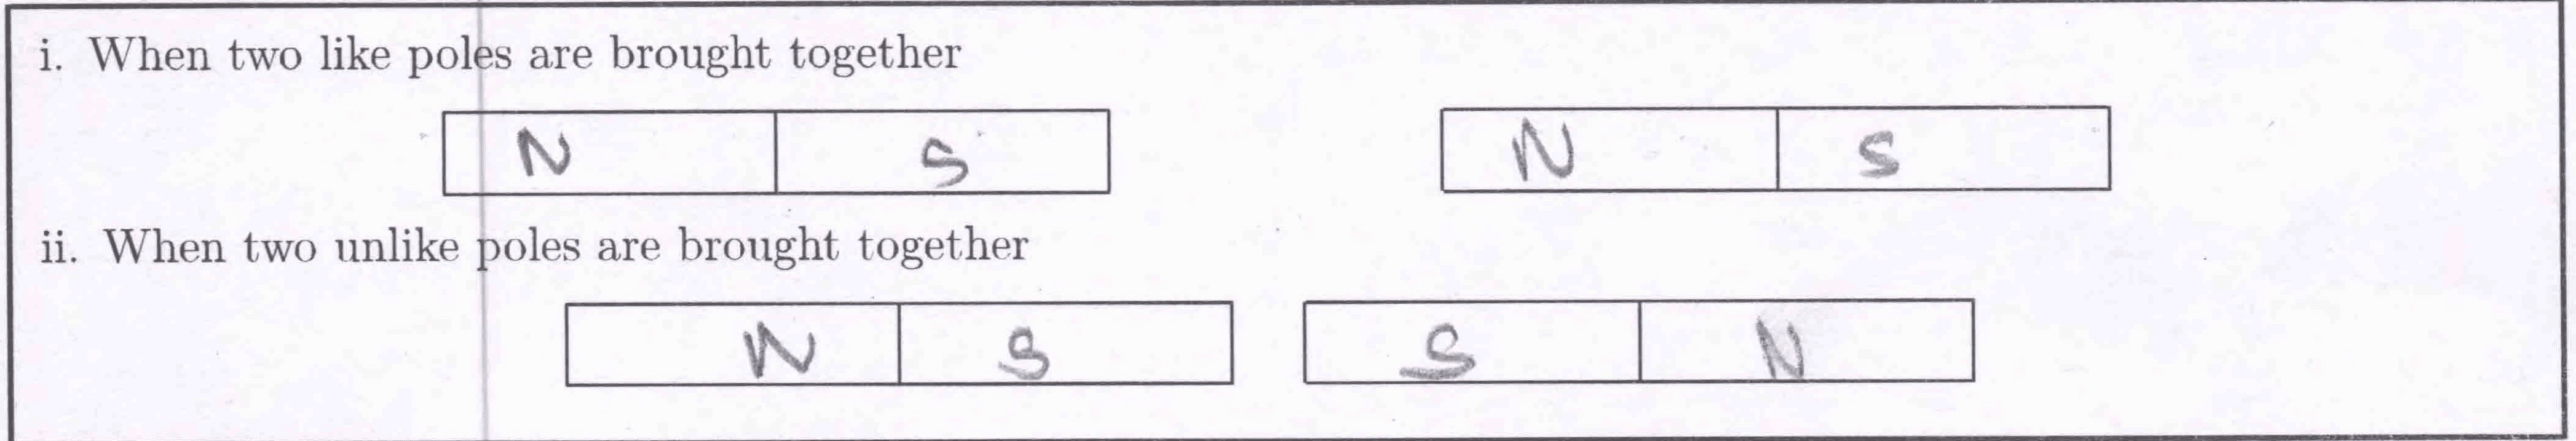 i. When two like poles are brought together
N S N S
ii. When two unlike poles are brought together
N S S N